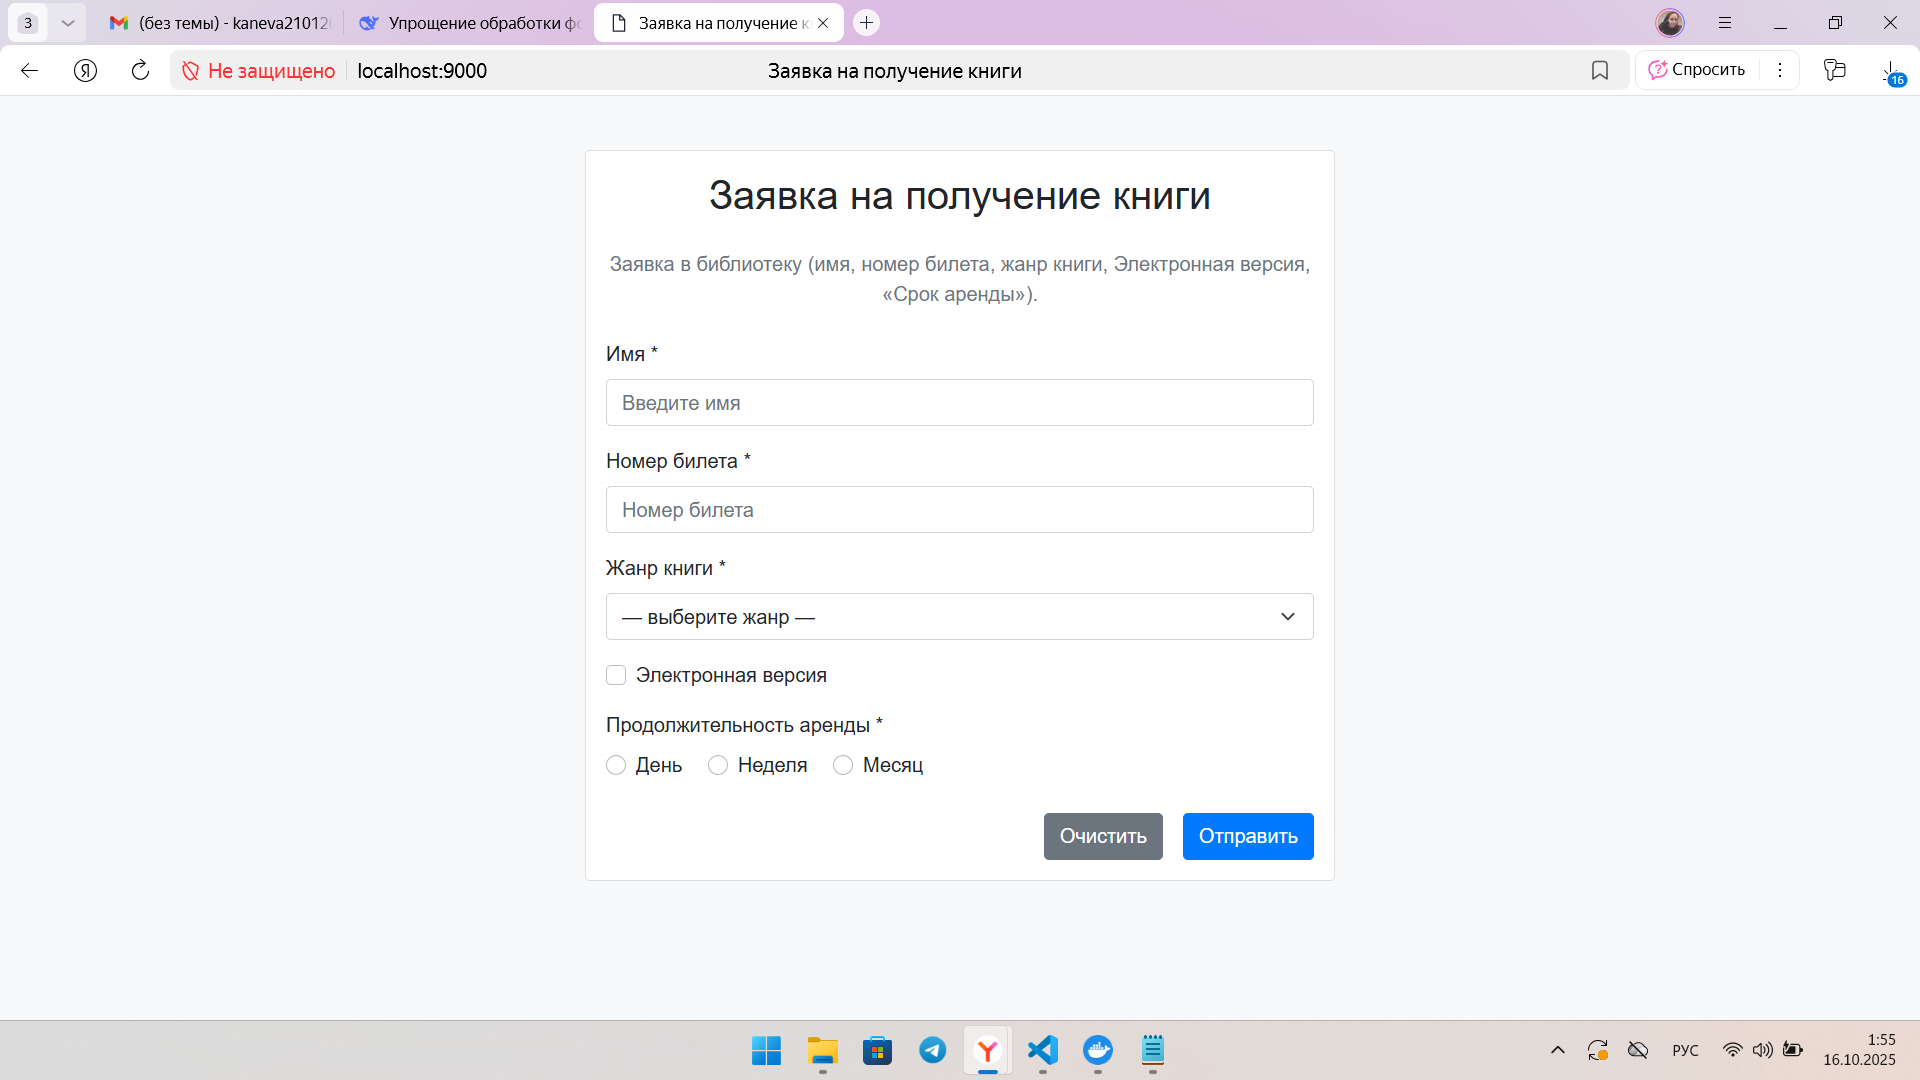 3
(без темы) - kaneva21012
Упрощение обработки фо
Заявка на получение к
Не защищено
localhost:9000
Заявка на получение книги
Спросить
16
Заявка на получение книги
Заявка в библиотеку (имя, номер билета, жанр книги, Электронная версия,
«Срок аренды»).
Имя *
Введите имя
Номер билета *
Номер билета
Жанр книги *
— выберите жанр —
Электронная версия
Продолжительность аренды *
День
Неделя
Месяц
Очистить
Отправить
РУС
1:55
16.10.2025